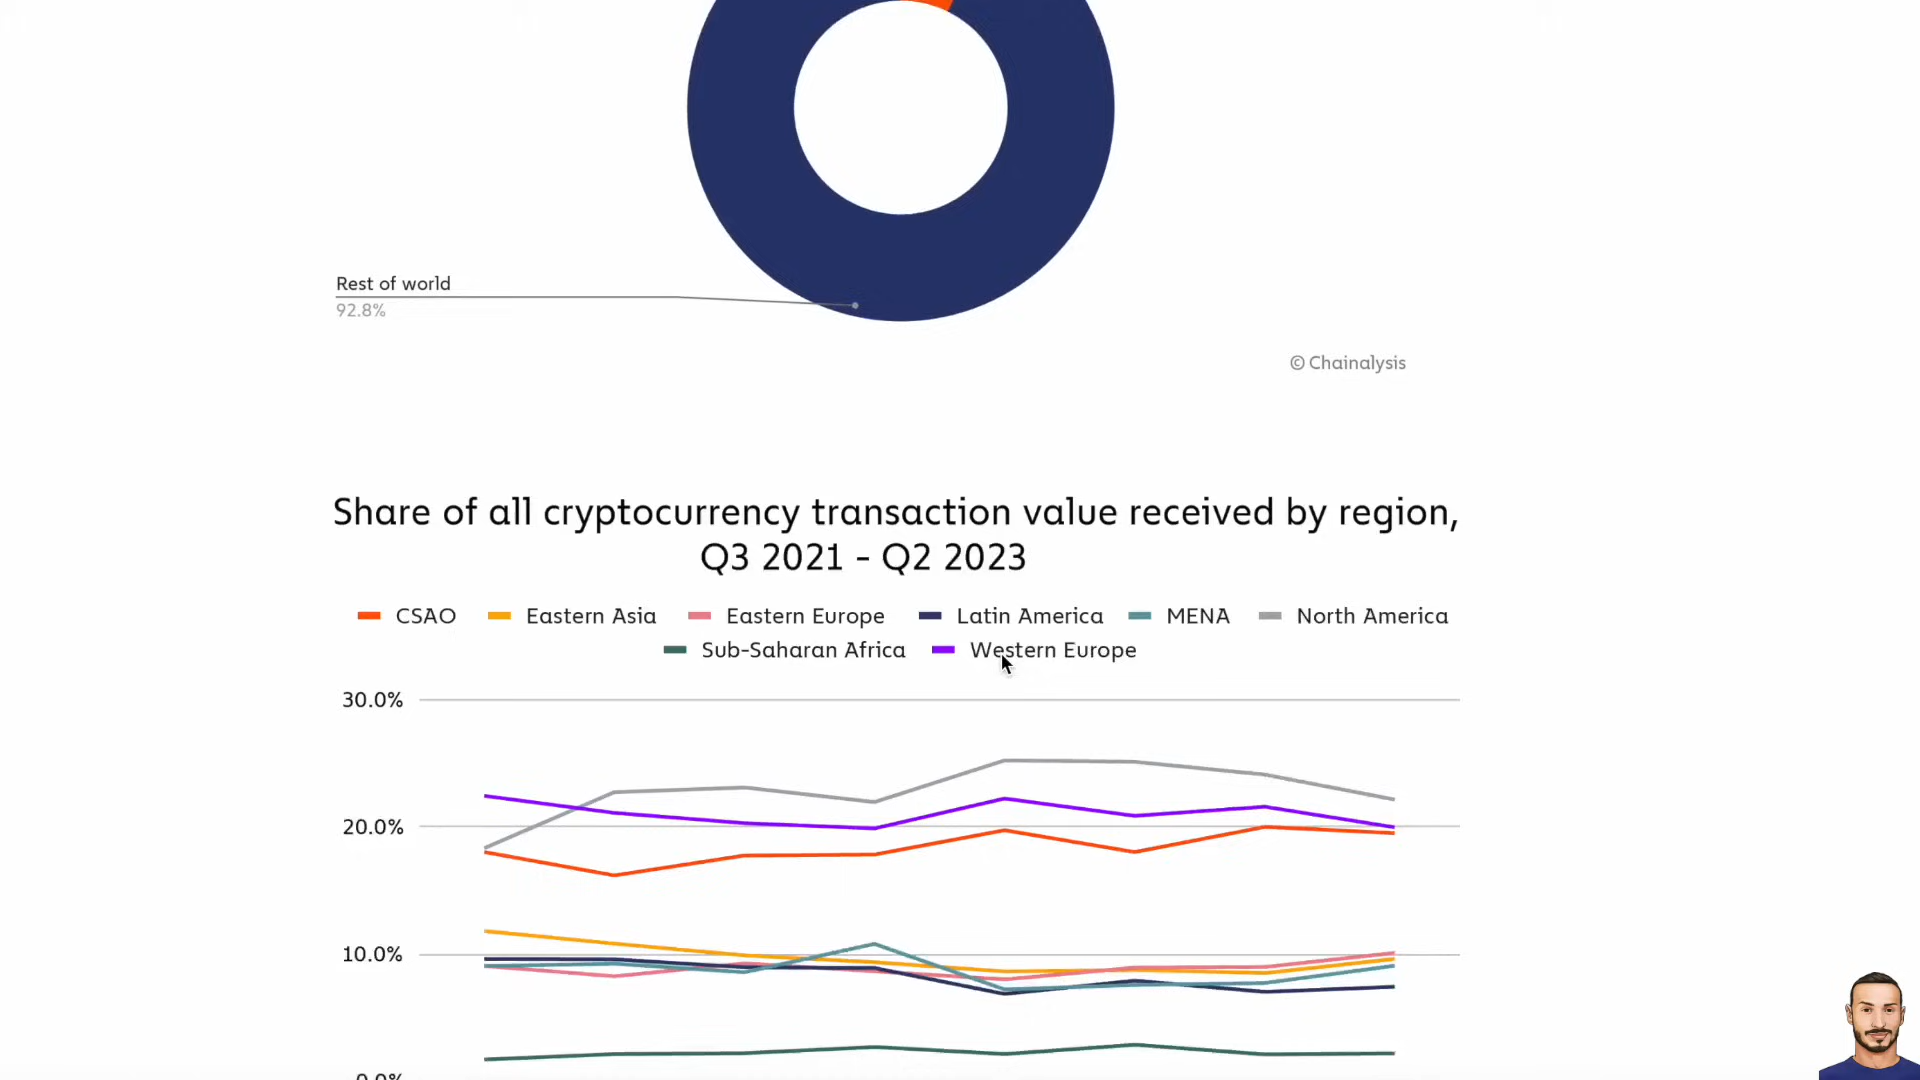 Rest of world
92.8%
© Chainalysis
Share of all cryptocurrency transaction value received by region,
Q3 2021 - Q2 2023
CSAO Eastern Asia Eastern Europe Latin America MENA North America
Sub-Saharan Africa Western Europe
30.0%
20.0%
10.0%
0.0%